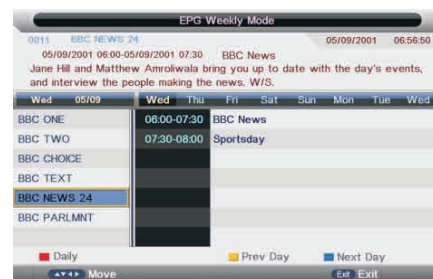 EPG Weekly Mode
0011 BBC NEWS 24 05/09/2001 06:56:50
05/09/2001 06:00-05/09/2001 07:30 BBC News
Jane Hill and Matthew Amroliwala bring you up to date with the day's events,
and interview the people making the news. W/S.
Wed 05/09 Wed Thu Fri Sat Sun Mon Tue Wed
BBC ONE 06:00-07:30 BBC News
BBC TWO 07:30-08:00 Sportsday
BBC CHOICE
BBC TEXT
BBC NEWS 24
BBC PARLMNT
Daily Prev Day Next Day
Move Exit Exit